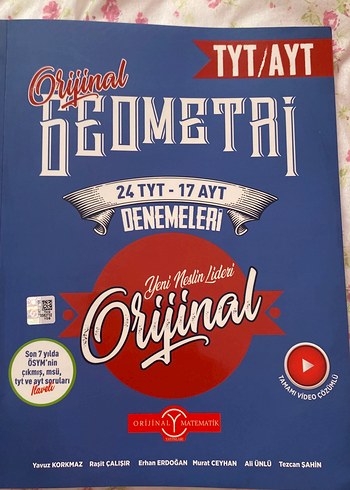 TYT/AYT
Orijinal
GEOMETRİ
24 TYT - 17 AYT
DENEMELERİ
Yeni Neslin Lideri
Orijinal
Son 7 yılda
ÖSYM'nin
çıkmış, msü,
tyt ve ayt soruları
İlaveli
TAMAMI VİDEO ÇÖZÜMLÜ
ORİJİNAL MATEMATİK
YAYINLARI
Yavuz KORKMAZ Raşit ÇALIŞIR Erhan ERDOĞAN Murat CEYHAN Ali ÜNLÜ Tezcan ŞAHİN